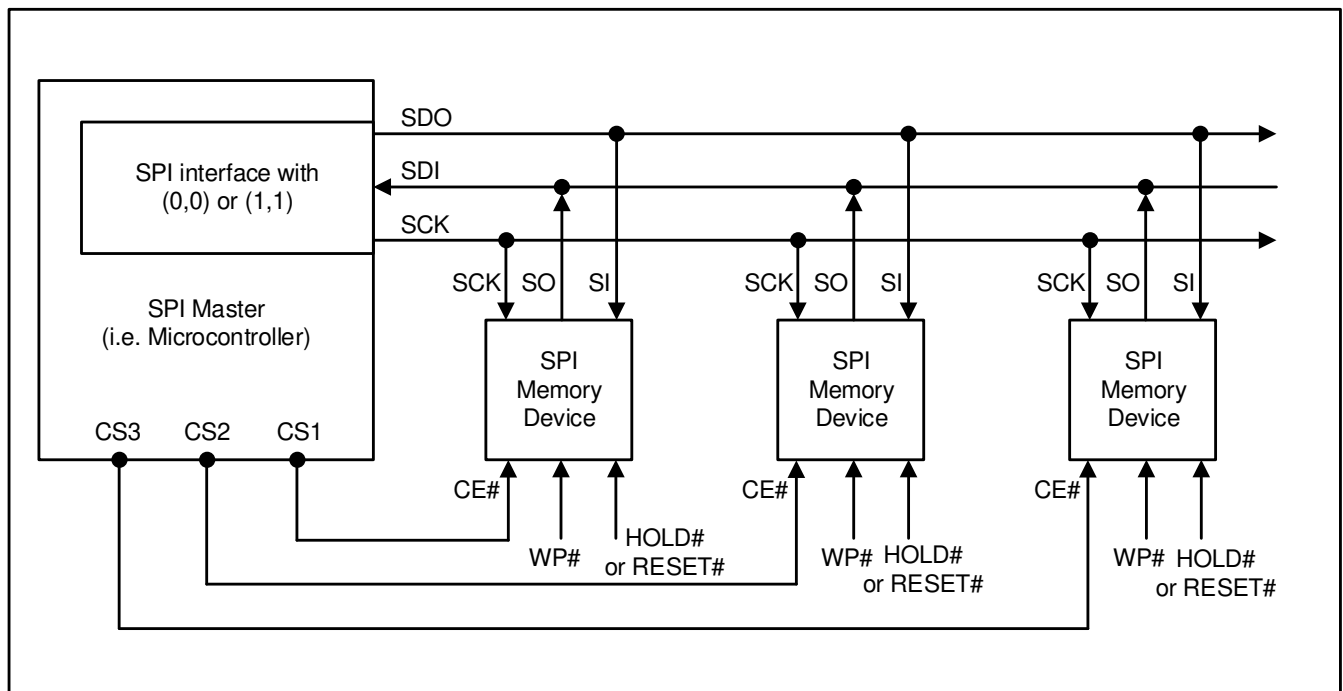 SDO
SPI interface with
(0,0) or (1,1)
SDI
SCK
SPI Master
(i.e. Microcontroller)
SCK
SO
SI
SCK
SO
SI
SCK
SO
SI
SPI
Memory
Device
SPI
Memory
Device
SPI
Memory
Device
CS3
CS2
CS1
CE#
WP#
HOLD#
or RESET#
CE#
WP#
HOLD#
or RESET#
CE#
WP#
HOLD#
or RESET#